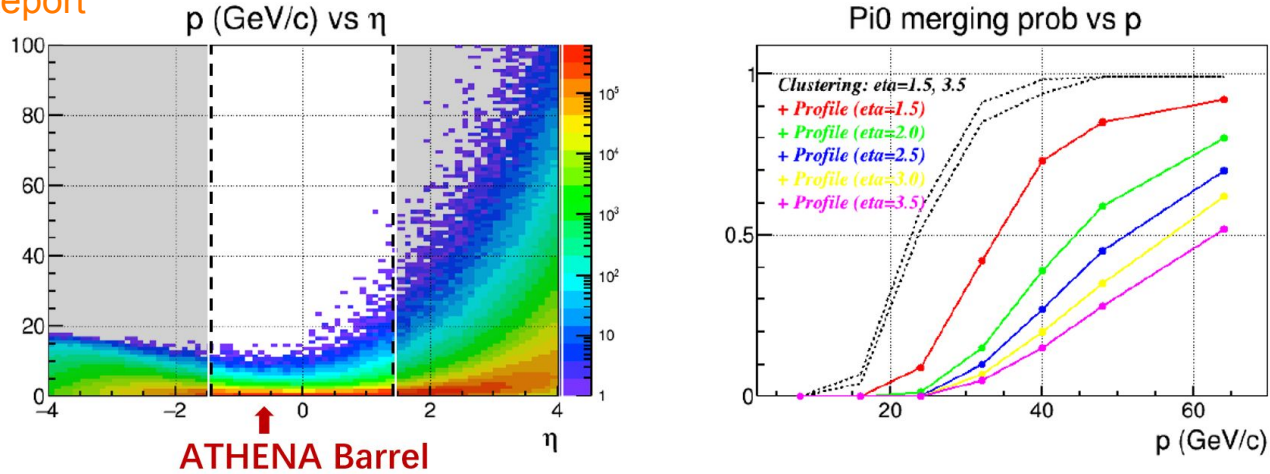 eport
p (GeV/c) vs η
100
80
60
40
20
0
−4
−2
0
2
4
η
10⁵
10⁴
10³
10²
10
1
ATHENA Barrel
Pi0 merging prob vs p
1
0.5
0
Clustering: eta=1.5, 3.5
+ Profile (eta=1.5)
+ Profile (eta=2.0)
+ Profile (eta=2.5)
+ Profile (eta=3.0)
+ Profile (eta=3.5)
20
40
60
p (GeV/c)